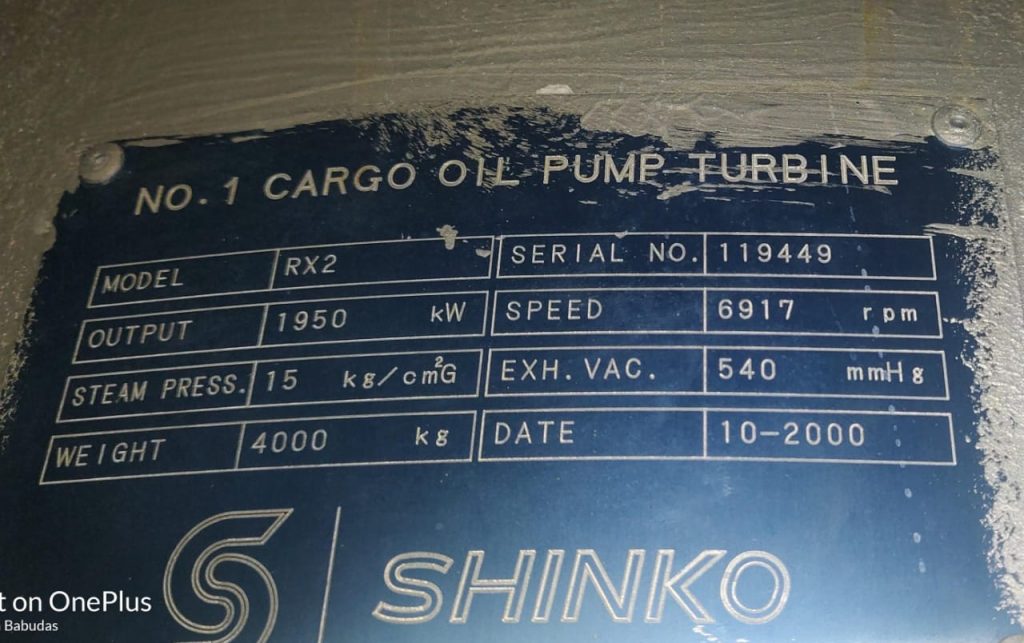 NO.1 CARGO OIL PUMP TURBINE
MODEL RX2 SERIAL NO. 119449
OUTPUT 1950 kW SPEED 6917 rpm
STEAM PRESS. 15 kg/cm²G EXH.VAC. 540 mmHg
WEIGHT 4000 kg DATE 10-2000
SHINKO
on OnePlus
Babudas